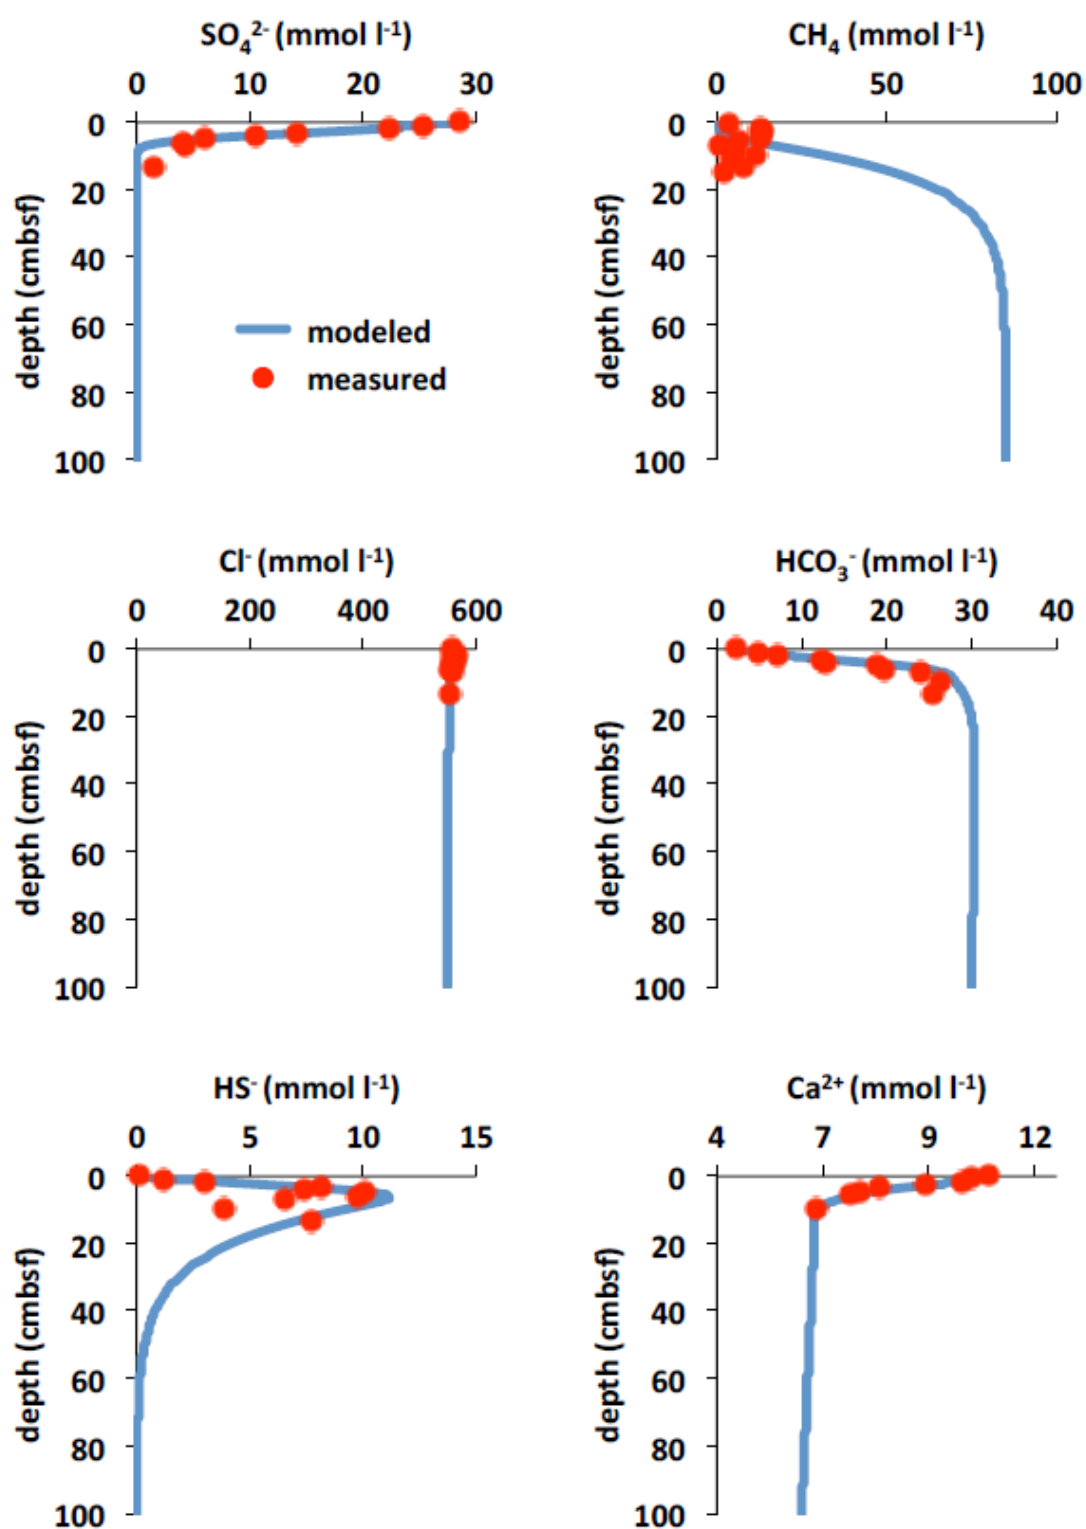 SO₄²⁻ (mmol l⁻¹)
0 10 20 30
0
20
40
60
80
100
depth (cmbsf)
modeled
measured
CH₄ (mmol l⁻¹)
0 50 100
0
20
40
60
80
100
depth (cmbsf)
Cl⁻ (mmol l⁻¹)
0 200 400 600
0
20
40
60
80
100
depth (cmbsf)
HCO₃⁻ (mmol l⁻¹)
0 10 20 30 40
0
20
40
60
80
100
depth (cmbsf)
HS⁻ (mmol l⁻¹)
0 5 10 15
0
20
40
60
80
100
depth (cmbsf)
Ca²⁺ (mmol l⁻¹)
4 7 9 12
0
20
40
60
80
100
depth (cmbsf)